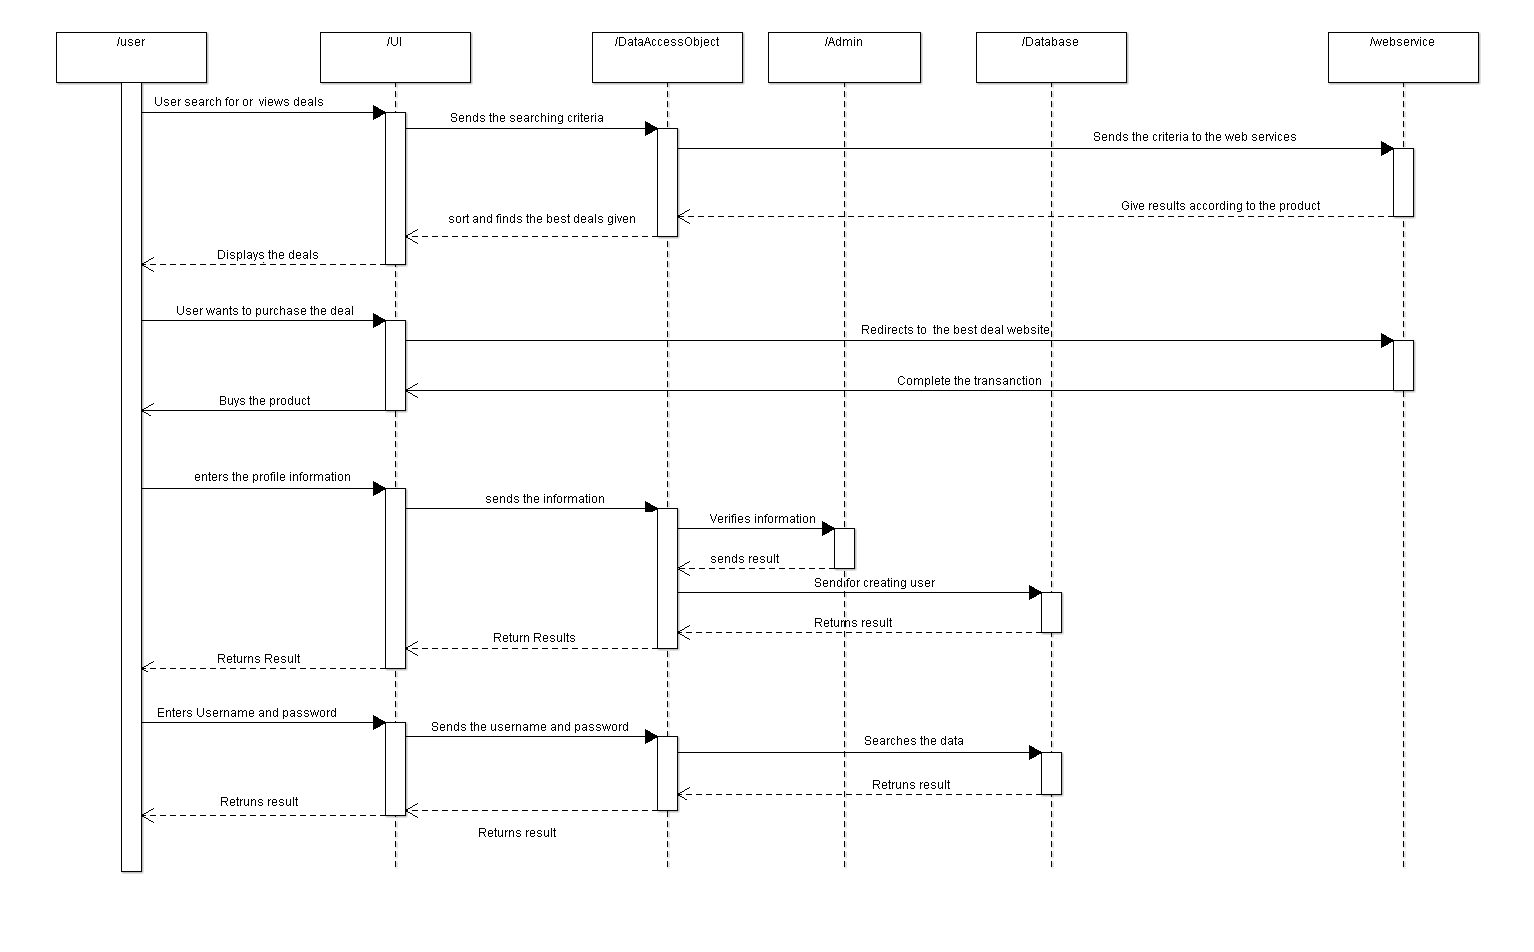 /user
/UI
/DataAccessObject
/Admin
/Database
/webservice
User search for or views deals
Sends the searching criteria
Sends the criteria to the web services
Give results according to the product
sort and finds the best deals given
Displays the deals
User wants to purchase the deal
Redirects to the best deal website
Complete the transanction
Buys the product
enters the profile information
sends the information
Verifies information
sends result
Send for creating user
Returns result
Return Results
Returns Result
Enters Username and password
Sends the username and password
Searches the data
Retruns result
Retruns result
Returns result